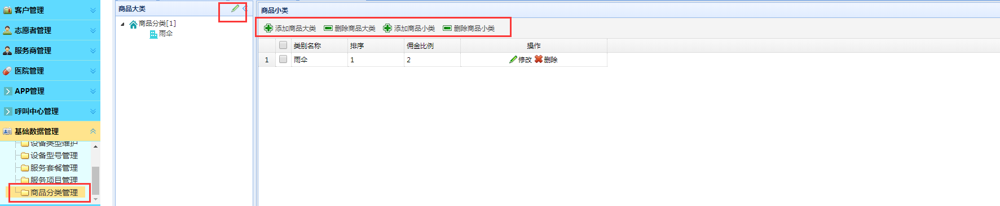 客户管理
志愿者管理
服务商管理
医院管理
APP管理
呼叫中心管理
基础数据管理
设备类型维护
设备型号管理
服务套餐管理
服务项目管理
商品分类管理
商品大类
商品分类[1]
雨伞
商品小类
添加商品大类 删除商品大类 添加商品小类 删除商品小类
类别名称 排序 佣金比例 操作
1 雨伞 1 2 修改 删除